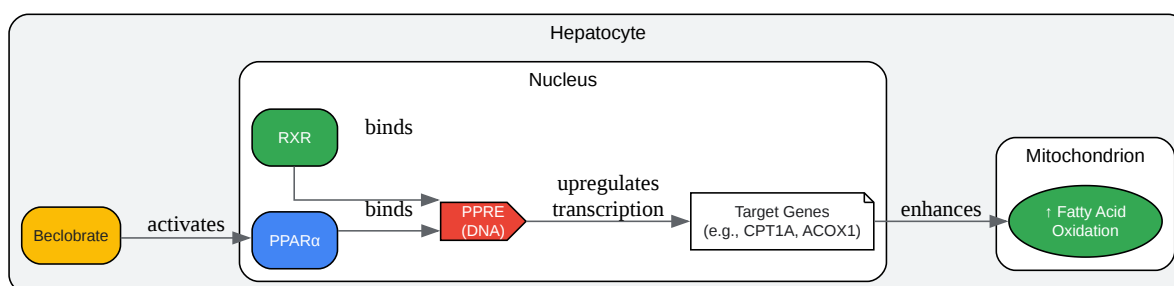 Hepatocyte
Nucleus
RXR
binds
Mitochondrion
Beclobrate
activates
PPARα
binds
PPRE
(DNA)
upregulates
transcription
Target Genes
(e.g., CPT1A, ACOX1)
enhances
↑ Fatty Acid
Oxidation